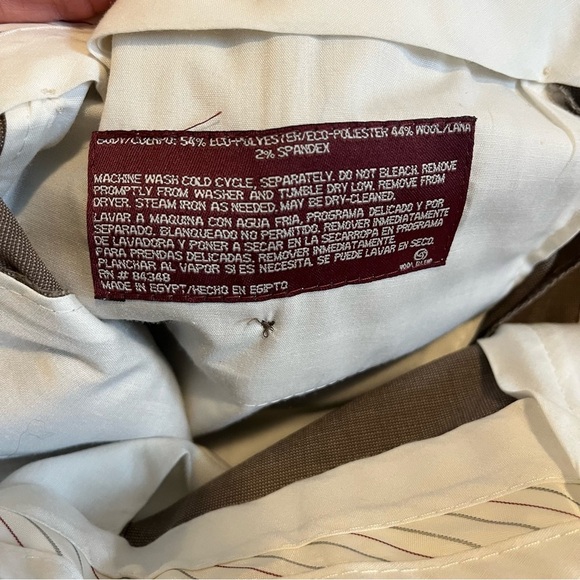 BODY/CUERPO: 54% ECO-POLYESTER/ECO-POLIESTER 44% WOOL/LANA
2% SPANDEX
MACHINE WASH COLD CYCLE, SEPARATELY. DO NOT BLEACH. REMOVE
PROMPTLY FROM WASHER AND TUMBLE DRY LOW. REMOVE FROM
DRYER. STEAM IRON AS NEEDED. MAY BE DRY-CLEANED.
LAVAR A MAQUINA CON AGUA FRIA, PROGRAMA DELICADO Y POR
SEPARADO. BLANQUEADO NO PERMITIDO. REMOVER INMEDIATAMENTE
DE LAVADORA Y PONER A SECAR EN LA SECARROPA EN PROGRAMA
PARA PRENDAS DELICADAS. REMOVER INMEDIATAMENTE.
PLANCHAR AL VAPOR SI ES NECESITA. SE PUEDE LAVAR EN SECO.
RN # 84348
MADE IN EGYPT/HECHO EN EGIPTO